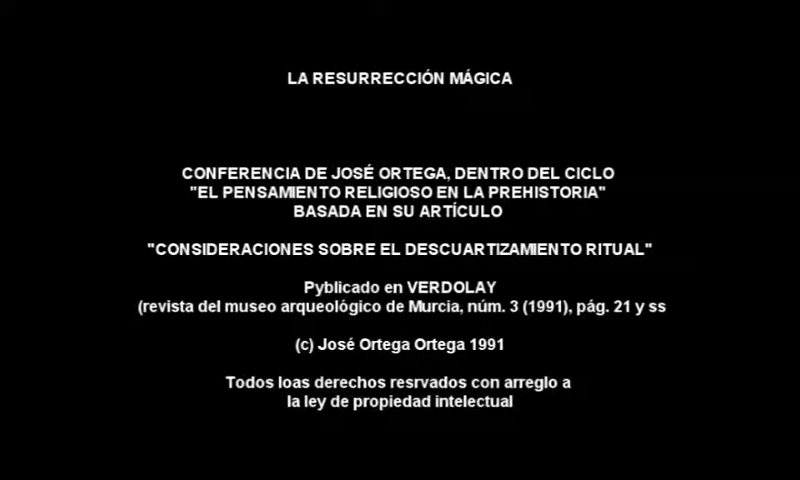 LA RESURRECCIÓN MÁGICA
CONFERENCIA DE JOSÉ ORTEGA, DENTRO DEL CICLO
"EL PENSAMIENTO RELIGIOSO EN LA PREHISTORIA"
BASADA EN SU ARTÍCULO
"CONSIDERACIONES SOBRE EL DESCUARTIZAMIENTO RITUAL"
Pyblicado en VERDOLAY
(revista del museo arqueológico de Murcia, núm. 3 (1991), pág. 21 y ss
(c) José Ortega Ortega 1991
Todos loas derechos resrvados con arreglo a
la ley de propiedad intelectual